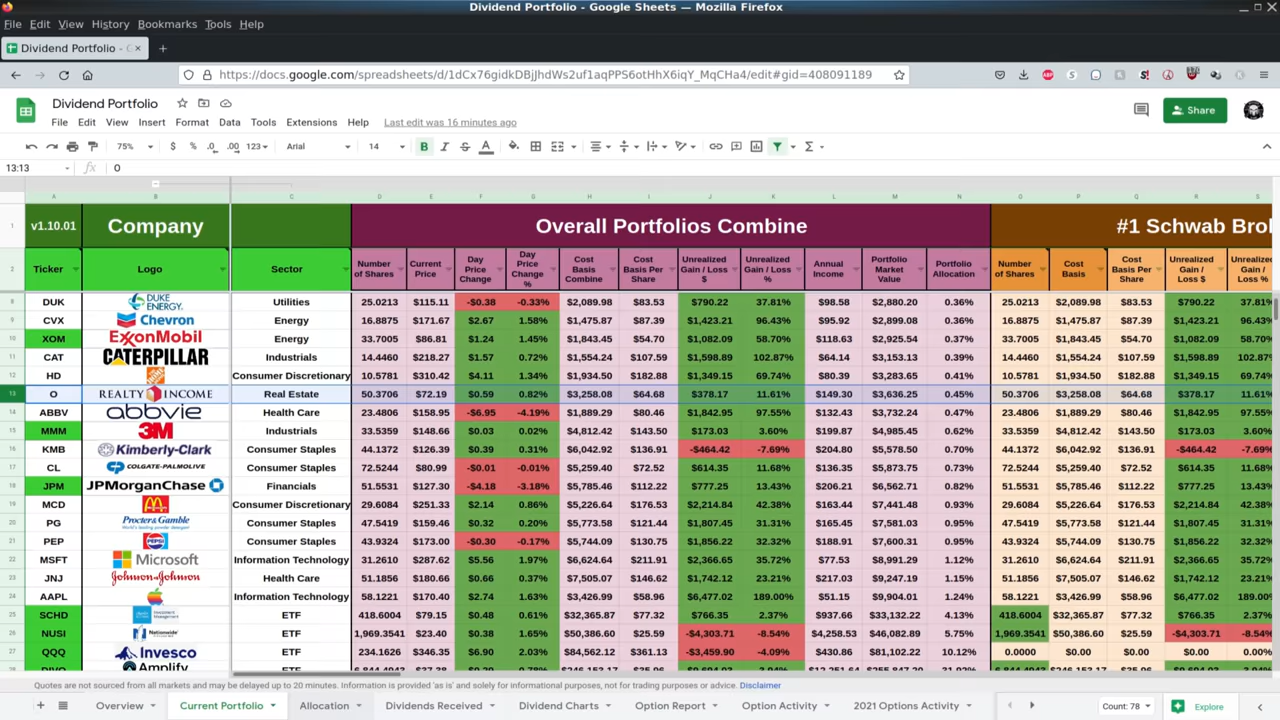 Dividend Portfolio - Google Sheets — Mozilla Firefox
File Edit View History Bookmarks Tools Help
Dividend Portfolio - G
https://docs.google.com/spreadsheets/d/1dCx76gidkDBjJhdWs2uf1aqPPS6otHhX6iqY_MqCHa4/edit#gid=408091189
Dividend Portfolio
Share
File Edit View Insert Format Data Tools Extensions Help Last edit was 16 minutes ago
75% $ % .0 .00 123 Arial 14 B I S A
13:13 fx O
A B C D E F G H I J K L M N O P Q R S
1 v1.10.01 Company Overall Portfolios Combine #1 Schwab Brol
2 Ticker Logo Sector Number of Shares Current Price Day Price Change Day Price Change % Cost Basis Combine Cost Basis Per Share Unrealized Gain / Loss $ Unrealized Gain / Loss % Annual Income Portfolio Market Value Portfolio Allocation Number of Shares Cost Basis Cost Basis Per Share Unrealized Gain / Loss $ Unrealized Gain / Loss %
8 DUK DUKE ENERGY. Utilities 25.0213 $115.11 -$0.38 -0.33% $2,089.98 $83.53 $790.22 37.81% $98 $2,880.20 0.36% 25.0213 $2,089.98 $83.53 $790.22 37.81%
9 CVX Chevron Energy 16.8875 $171.67 $2.67 1.58% $1,475.87 $87.39 $1,423.21 96.43% $95.92 $2,899.08 0.36% 16.8875 $1,475.87 $87.39 $1,423.21 96.43%
10 XOM ExxonMobil Energy 33.7005 $86.81 $1.24 1.45% $1,843.45 $54.70 $1,082.09 58.70% $118.63 $2,925.54 0.37% 33.7005 $1,843.45 $54.70 $1,082.09 58.70%
11 CAT CATERPILLAR Industrials 14.4460 $218.27 $1.57 0.72% $1,554.24 $107.59 $1,598.89 102.87% $64.14 $3,153.13 0.39% 14.4460 $1,554.24 $107.59 $1,598.89 102.87%
12 HD Consumer Discretionary 10.5781 $310.42 $4.11 1.34% $1,934.50 $182.88 $1,349.15 69.74% $80.39 $3,283.65 0.41% 10.5781 $1,934.50 $182.88 $1,349.15 69.74%
13 O REALTY INCOME Real Estate 50.3706 $72.19 $0.59 0.82% $3,258.08 $64.68 $378.17 11.61% $149.30 $3,636.25 0.45% 50.3706 $3,258.08 $64.68 $378.17 11.61%
14 ABBV abbvie Health Care 23.4806 $158.95 -$6.95 -4.19% $1,889.29 $80.46 $1,842.95 97.55% $132.43 $3,732.24 0.47% 23.4806 $1,889.29 $80.46 $1,842.95 97.55%
15 MMM 3M Industrials 33.5359 $148.66 $0.03 0.02% $4,812.42 $143.50 $173.03 3.60% $199.87 $4,985.45 0.62% 33.5359 $4,812.42 $143.50 $173.03 3.60%
16 KMB Kimberly-Clark Consumer Staples 44.1372 $126.39 $0.39 0.31% $6,042.92 $136.91 -$464.42 -7.69% $204.80 $5,578.50 0.70% 44.1372 $6,042.92 $136.91 -$464.42 -7.69%
17 CL COLGATE-PALMOLIVE Consumer Staples 72.5244 $80.99 -$0.01 -0.01% $5,259.40 $72.52 $614.35 11.68% $136.35 $5,873.75 0.73% 72.5244 $5,259.40 $72.52 $614.35 11.68%
18 JPM JPMorganChase Financials 51.5531 $127.30 -$4.18 -3.18% $5,785.46 $112.22 $777.25 13.43% $206.21 $6,562.71 0.82% 51.5531 $5,785.46 $112.22 $777.25 13.43%
19 MCD McDonald's Consumer Discretionary 29.6084 $251.33 $2.14 0.86% $5,226.64 $176.53 $2,214.84 42.38% $163.44 $7,441.48 0.93% 29.6084 $5,226.64 $176.53 $2,214.84 42.38%
20 PG Procter&Gamble Consumer Staples 47.5419 $159.46 $0.32 0.20% $5,773.58 $121.44 $1,807.45 31.31% $165.45 $7,581.03 0.95% 47.5419 $5,773.58 $121.44 $1,807.45 31.31%
21 PEP PEPSI Consumer Staples 43.9324 $173.00 -$0.30 -0.17% $5,744.09 $130.75 $1,856.22 32.32% $188.91 $7,600.31 0.95% 43.9324 $5,744.09 $130.75 $1,856.22 32.32%
22 MSFT Microsoft Information Technology 31.2610 $287.62 $5.56 1.97% $6,624.64 $211.91 $2,366.65 35.72% $77.53 $8,991.29 1.12% 31.2610 $6,624.64 $211.91 $2,366.65 35.72%
23 JNJ Johnson&Johnson Health Care 51.1856 $180.66 $0.66 0.37% $7,505.07 $146.62 $1,742.12 23.21% $217.03 $9,247.19 1.15% 51.1856 $7,505.07 $146.62 $1,742.12 23.21%
24 AAPL Information Technology 58.1221 $170.40 $2.74 1.63% $3,426.99 $58.96 $6,477.02 189.00% $51.15 $9,904.01 1.24% 58.1221 $3,426.99 $58.96 $6,477.02 189.00%
25 SCHD ETF 418.6004 $79.15 $0.48 0.61% $32,365.87 $77.32 $766.35 2.37% $937.66 $33,132.22 4.13% 418.6004 $32,365.87 $77.32 $766.35 2.37%
26 NUSI Nationwide ETF 1,969.3541 $23.40 $0.38 1.65% $50,386.60 $25.59 -$4,303.71 -8.54% $4,258.53 $46,082.89 5.75% 1,969.3541 $50,386.60 $25.59 -$4,303.71 -8.54%
27 QQQ Invesco ETF 234.1626 $346.35 $6.90 2.03% $84,562.19 $361.13 -$3,459.90 -4.09% $430.86 $81,102.22 10.12% 0.0000 $0.00 $0.00 $0.00 0.00%
Amplify
Quotes are not sourced from all markets and may be delayed up to 20 minutes. Information is provided 'as is' and solely for informational purposes, not for trading purposes or advice. Disclaimer
Overview Current Portfolio Allocation Dividends Received Dividend Charts Option Report Option Activity 2021 Options Activity Count: 78 Explore